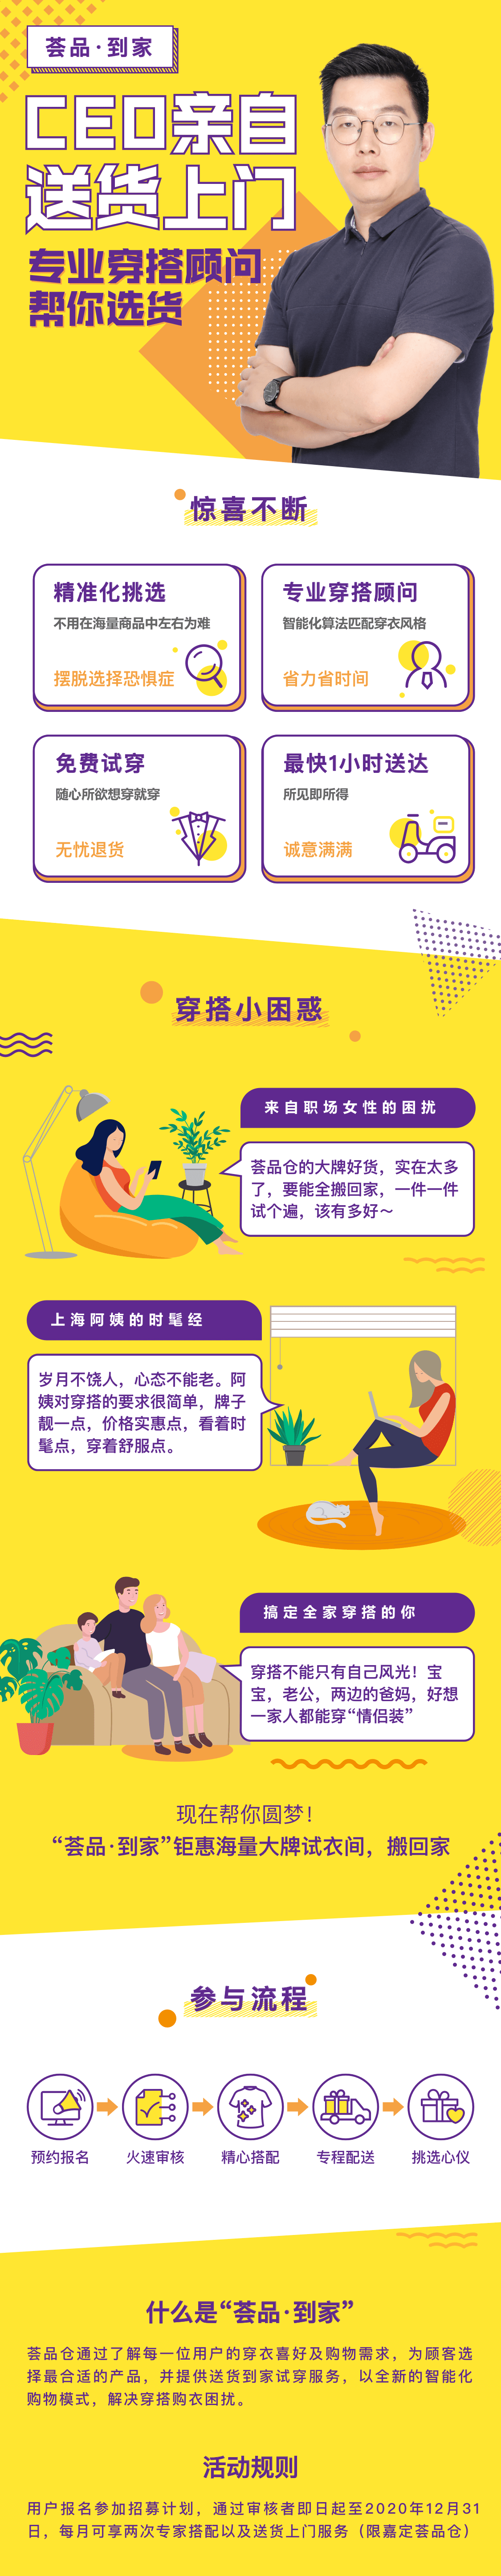 荟品·到家
CEO亲自
送货上门
专业穿搭顾问
帮你选货
惊喜不断
精准化挑选
不用在海量商品中左右为难
摆脱选择恐惧症
专业穿搭顾问
智能化算法匹配穿衣风格
省力省时间
免费试穿
随心所欲想穿就穿
无忧退货
最快1小时送达
所见即所得
诚意满满
穿搭小困惑
来自职场女性的困扰
荟品仓的大牌好货，实在太多
了，要能全搬回家，一件一件
试个遍，该有多好～
上海阿姨的时髦经
岁月不饶人，心态不能老。阿
姨对穿搭的要求很简单，牌子
靓一点，价格实惠点，看着时
髦点，穿着舒服点。
搞定全家穿搭的你
穿搭不能只有自己风光！宝
宝，老公，两边的爸妈，好想
一家人都能穿“情侣装”
现在帮你圆梦！
“荟品·到家”钜惠海量大牌试衣间，搬回家
参与流程
预约报名
火速审核
精心搭配
专程配送
挑选心仪
什么是“荟品·到家”
荟品仓通过了解每一位用户的穿衣喜好及购物需求，为顾客选
择最合适的产品，并提供送货到家试穿服务，以全新的智能化
购物模式，解决穿搭购衣困扰。
活动规则
用户报名参加招募计划，通过审核者即日起至2020年12月31
日，每月可享两次专家搭配以及送货上门服务（限嘉定荟品仓）